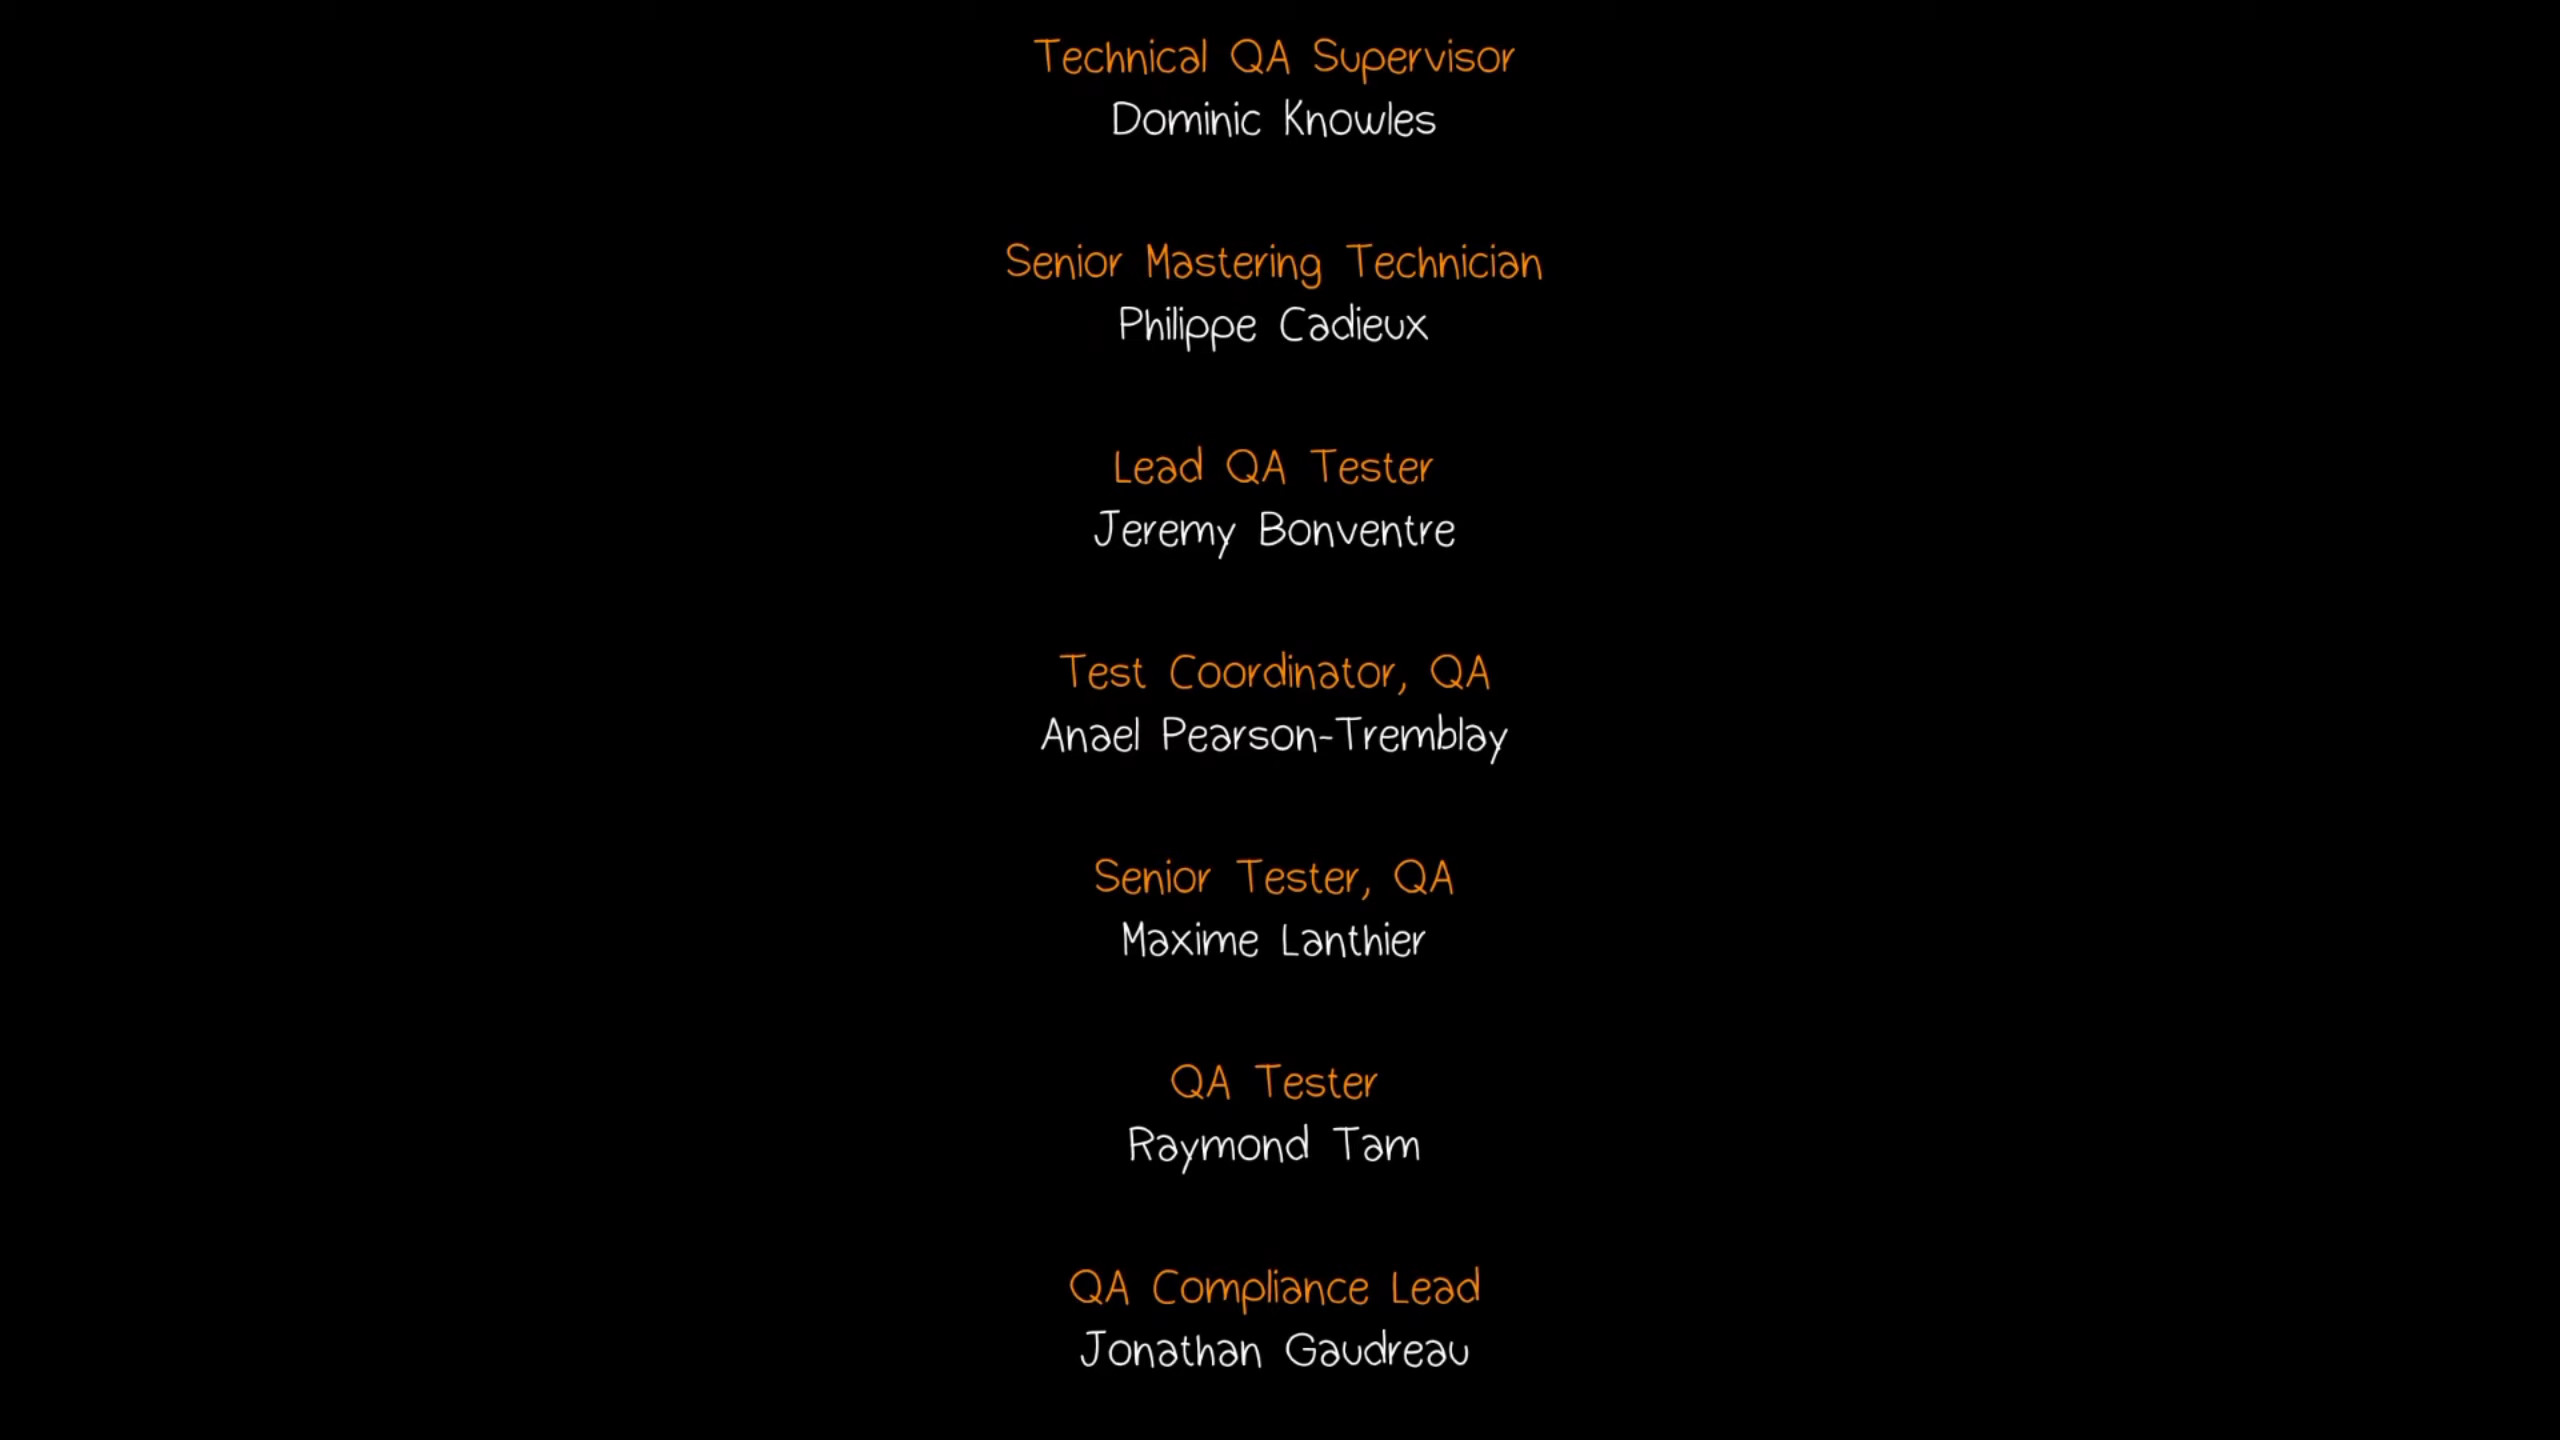 Technical QA Supervisor
Dominic Knowles
Senior Mastering Technician
Philippe Cadieux
Lead QA Tester
Jeremy Bonventre
Test Coordinator, QA
Anael Pearson-Tremblay
Senior Tester, QA
Maxime Lanthier
QA Tester
Raymond Tam
QA Compliance Lead
Jonathan Gaudreau